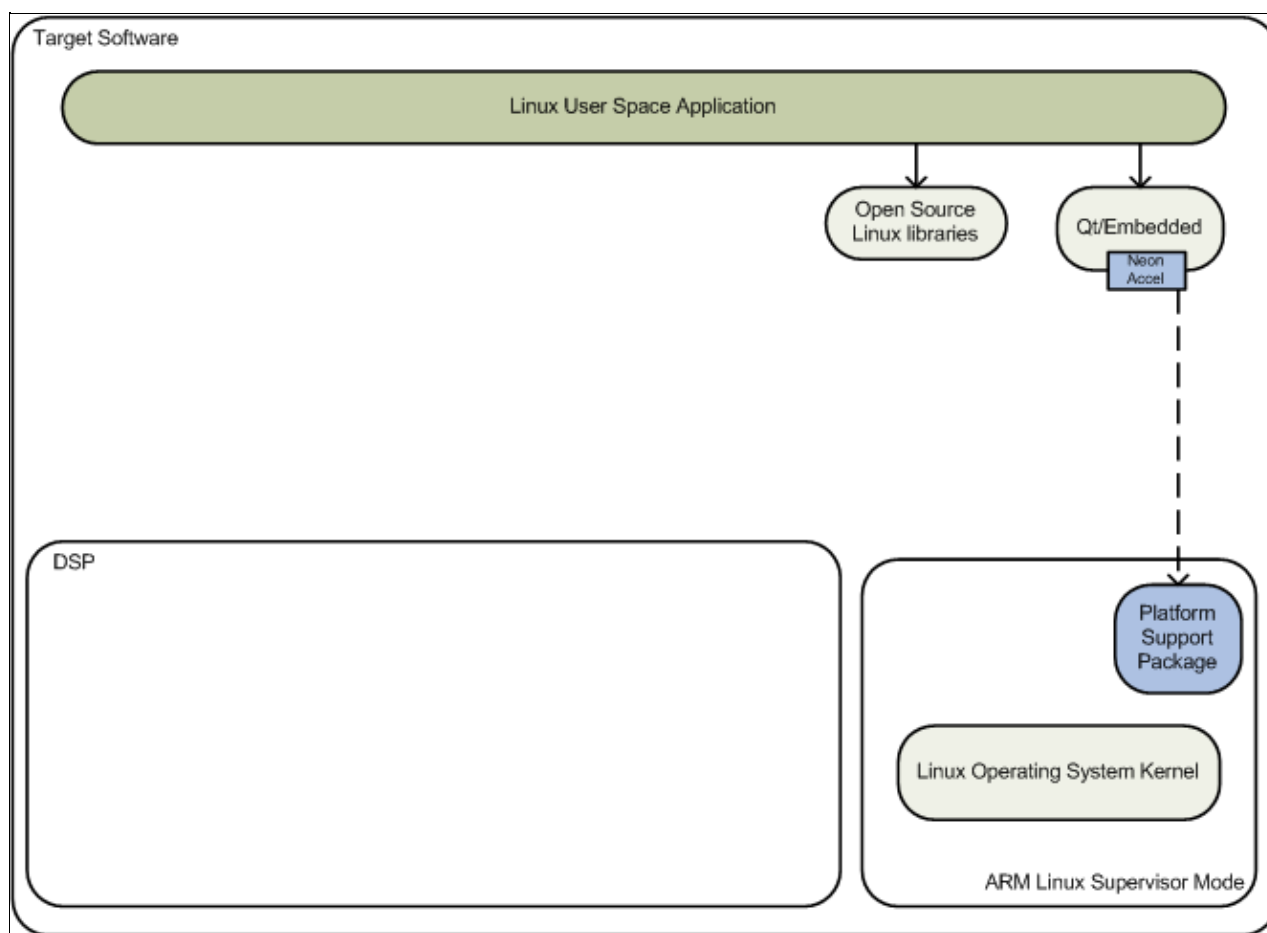 Target Software
Linux User Space Application
Open Source
Linux libraries
Qt/Embedded
Neon
Accel
DSP
Platform
Support
Package
Linux Operating System Kernel
ARM Linux Supervisor Mode